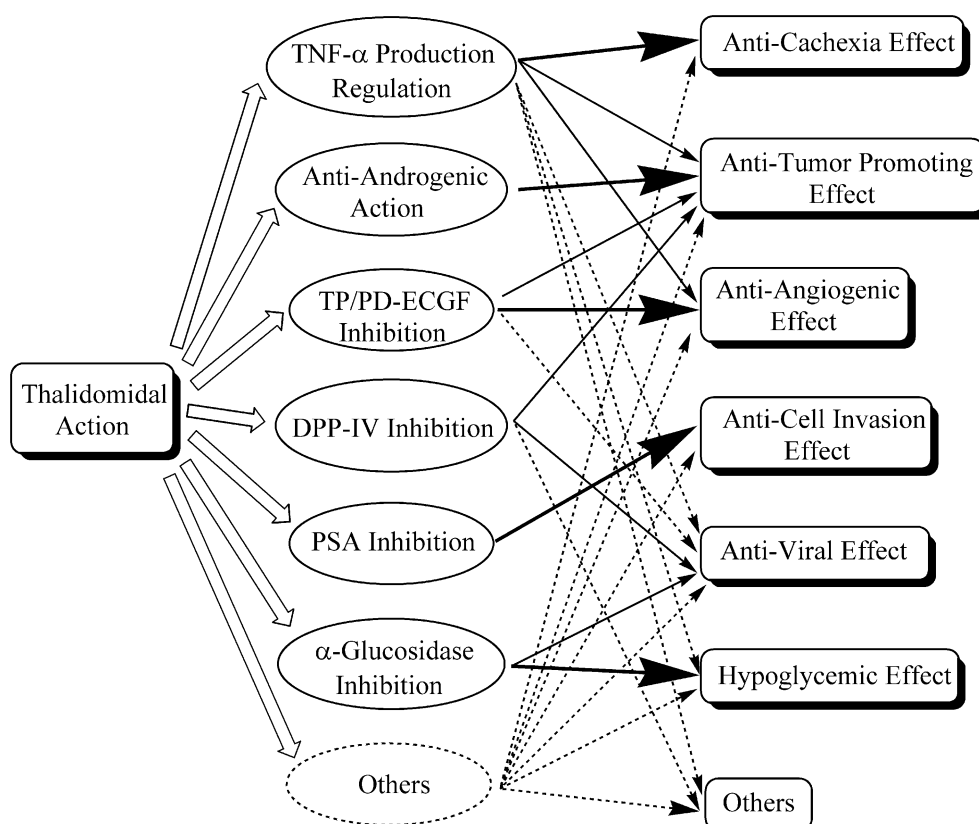 Thalidomidal
Action
TNF-α Production
Regulation
Anti-Androgenic
Action
TP/PD-ECGF
Inhibition
DPP-IV Inhibition
PSA Inhibition
α-Glucosidase
Inhibition
Others
Anti-Cachexia Effect
Anti-Tumor Promoting
Effect
Anti-Angiogenic
Effect
Anti-Cell Invasion
Effect
Anti-Viral Effect
Hypoglycemic Effect
Others